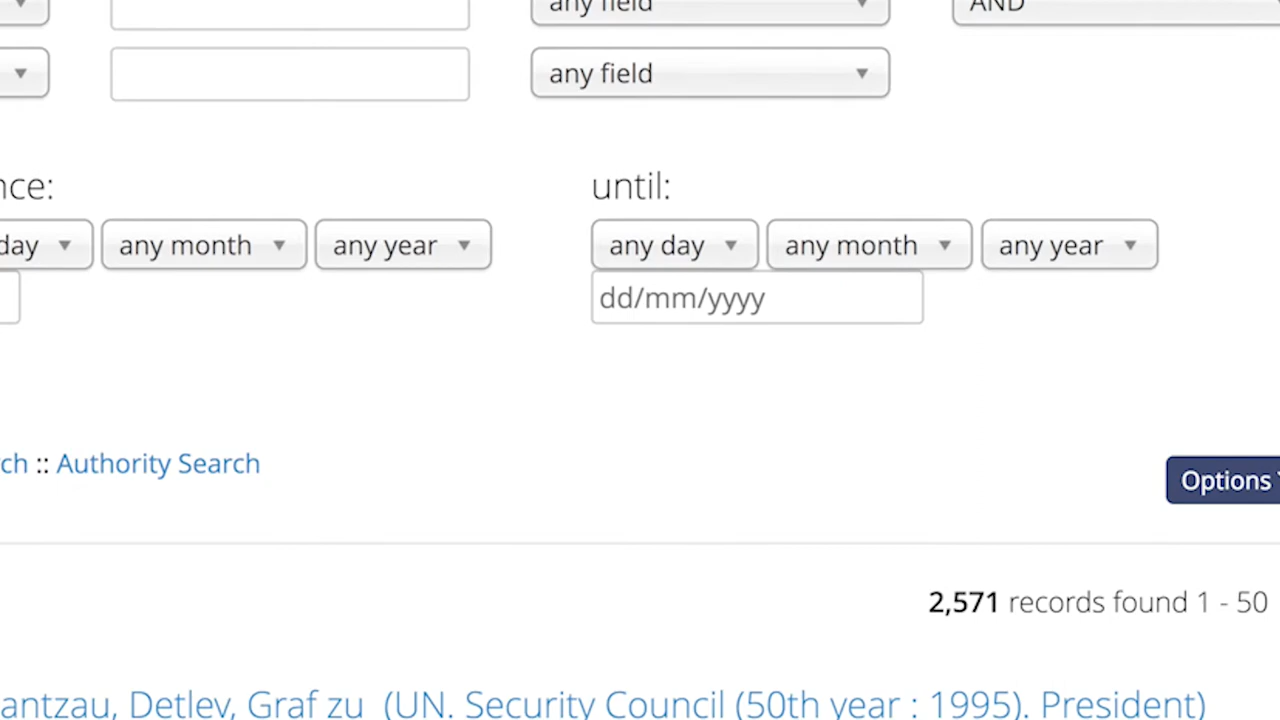 any field AND
any field
until:
any month any year any day any month any year
dd/mm/yyyy
:: Authority Search
Options
2,571 records found 1 - 50
Detlev, Graf zu (UN. Security Council (50th year : 1995). President)